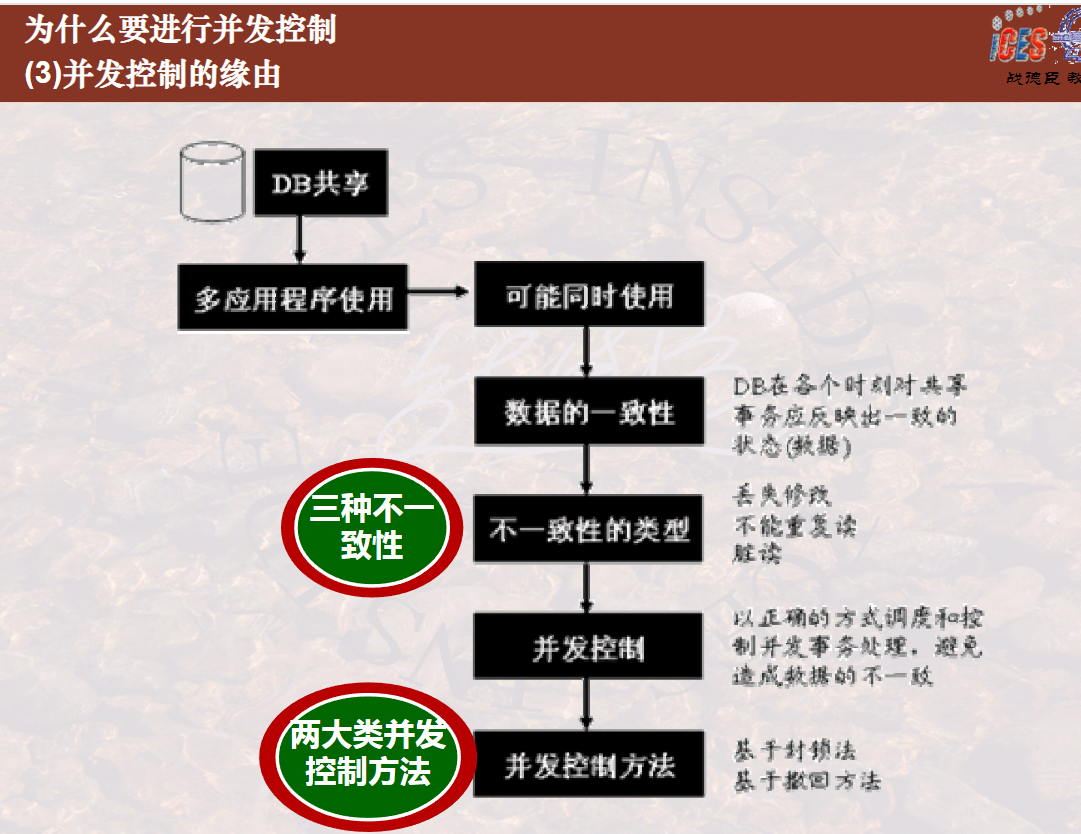 为什么要进行并发控制
(3)并发控制的缘由
ICES
战德臣 教
DB共享
多应用程序使用
可能同时使用
数据的一致性
DB在各个时刻对共享
事务应反映出一致的
状态(数据)
三种不一
致性
不一致性的类型
丢失修改
不能重复读
脏读
并发控制
以正确的方式调度和控
制并发事务处理，避免
造成数据的不一致
两大类并发
控制方法
并发控制方法
基于封锁法
基于撤回方法